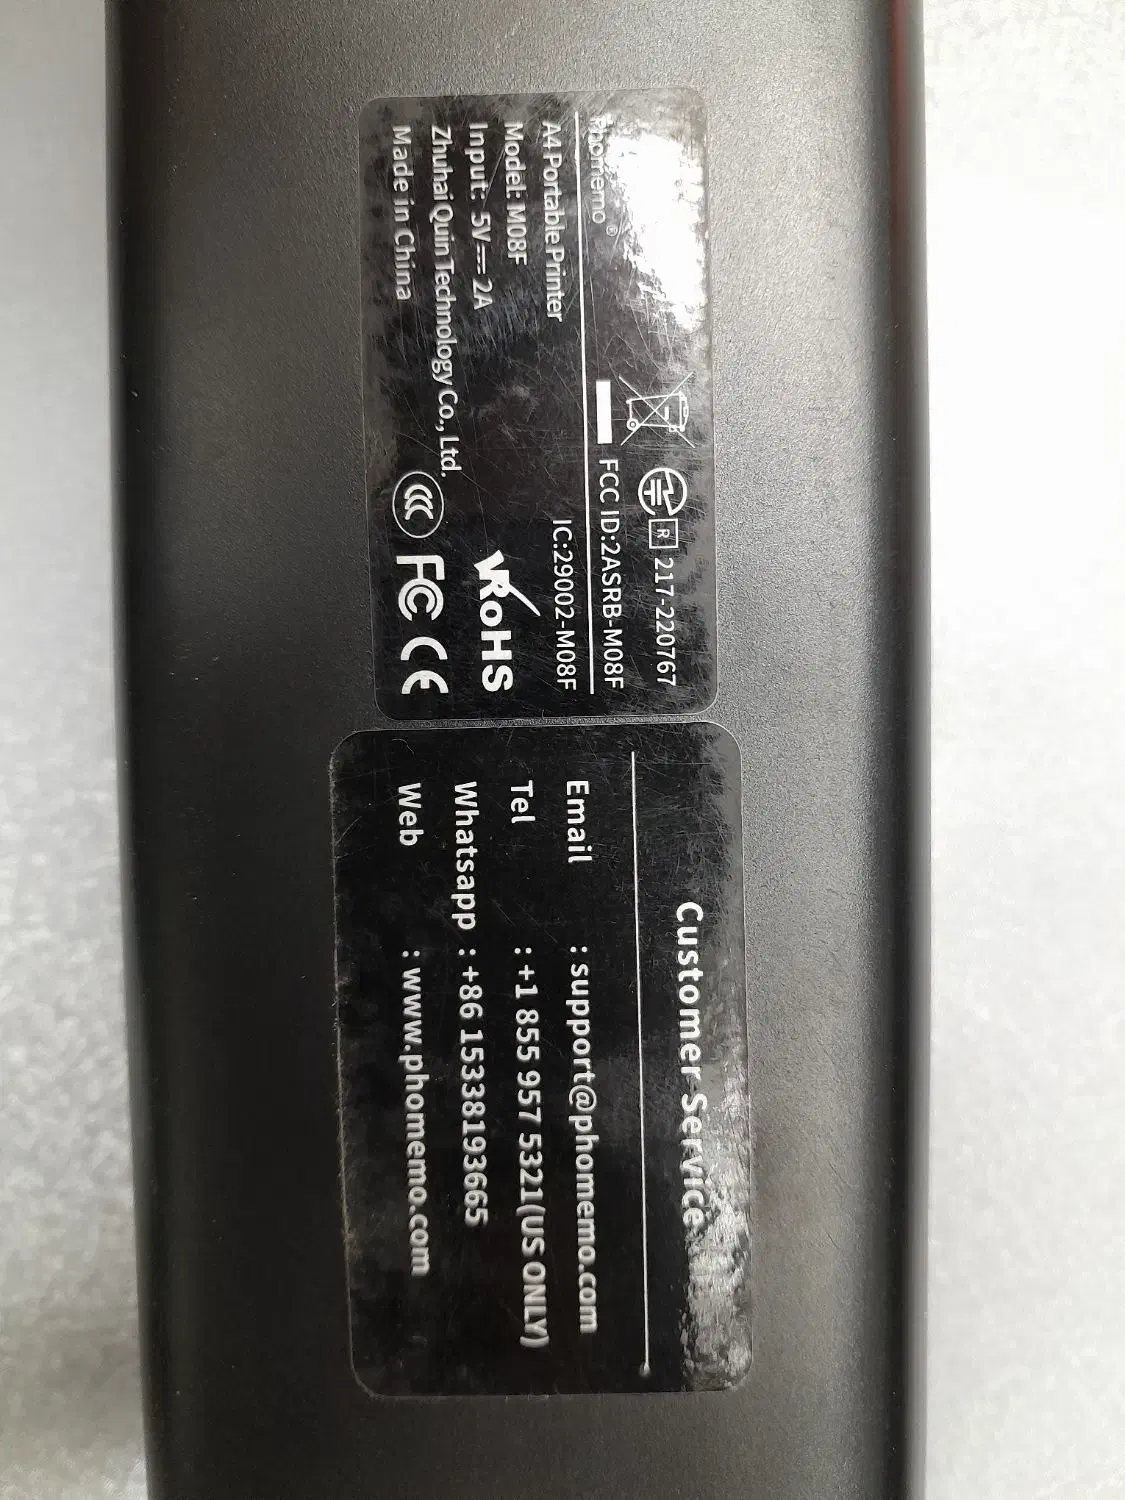 Phomemo®
R 217-220767
FCC ID:2ASRB-M08F
A4 Portable Printer
IC:29002-M08F
Model: M08F
Input: 5V⎓2A
RoHS
Zhuhai Quin Technology Co., Ltd.
Made in China
CCC FC CE
Customer Service
Email : support@phomemo.com
Tel : +1 855 957 5321(US ONLY)
Whatsapp : +86 15338193665
Web : www.phomemo.com